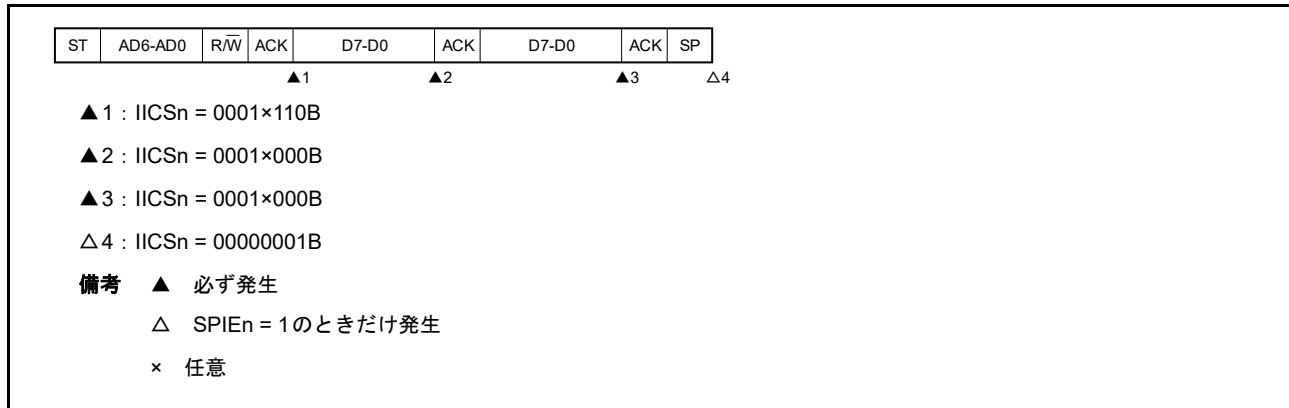 ST AD6-AD0 R/W̅ ACK D7-D0 ACK D7-D0 ACK SP
▲1 ▲2 ▲3 △4
▲1：IICSn = 0001×110B
▲2：IICSn = 0001×000B
▲3：IICSn = 0001×000B
△4：IICSn = 00000001B
備考 ▲ 必ず発生
△ SPIEn = 1のときだけ発生
× 任意